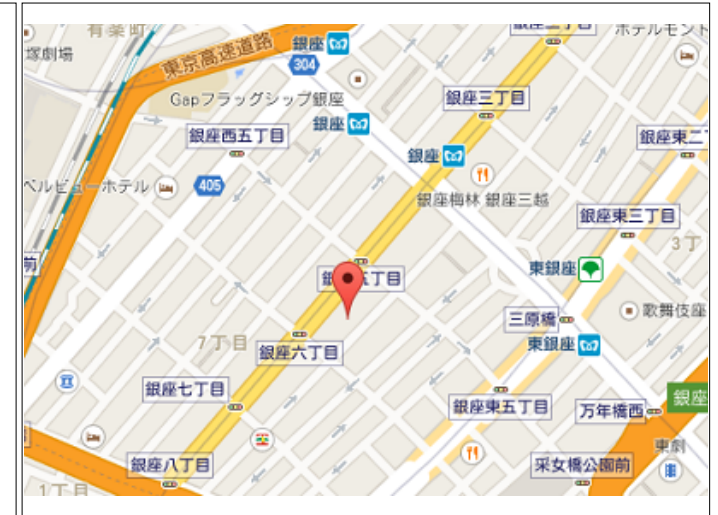 有楽町
銀座
ホテルモント
塚劇場
東京高速道路
304
Gapフラッグシップ銀座
銀座三丁目
銀座
銀座西五丁目
銀座東二
銀座
ベルビューホテル
405
銀座梅林 銀座三越
銀座東三丁目
3丁
前
東銀座
丁目
三原橋
歌舞伎座
東銀座
7丁目
銀座六丁目
銀座七丁目
銀座
銀座東五丁目
万年橋西
東劇
銀座八丁目
采女橋公園前
1丁目